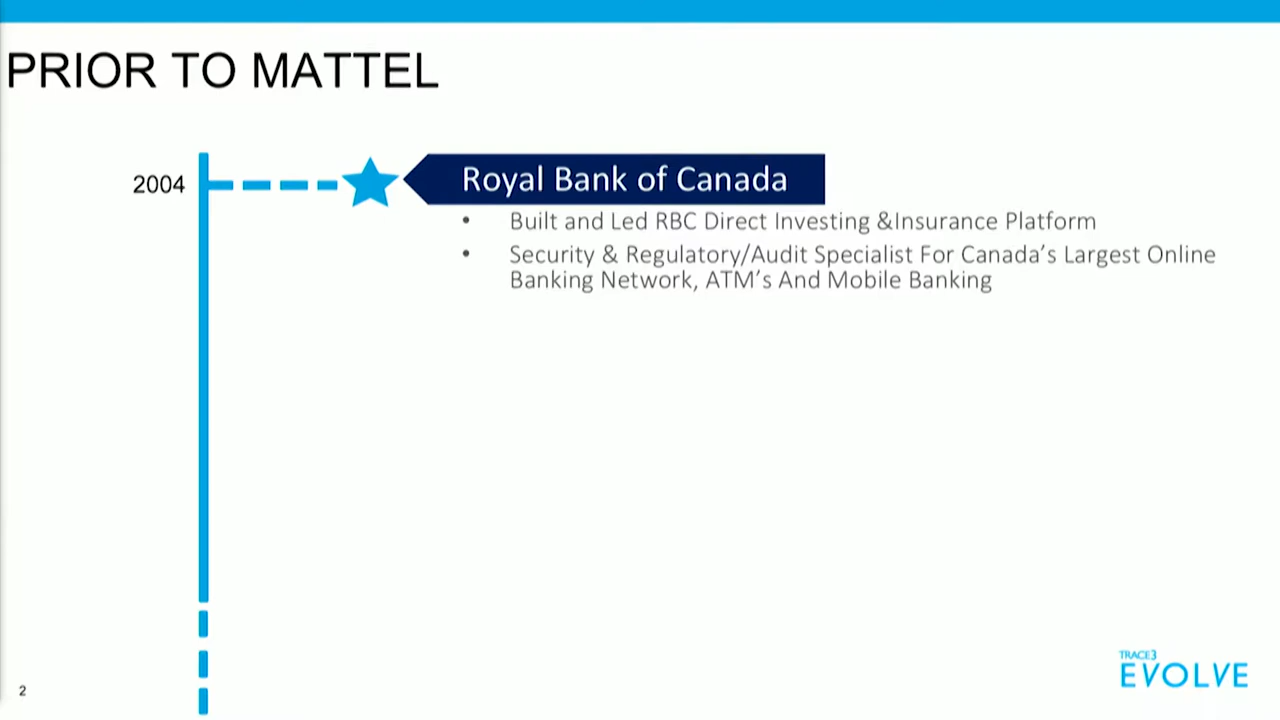 PRIOR TO MATTEL
2004
Royal Bank of Canada
• Built and Led RBC Direct Investing &Insurance Platform
• Security & Regulatory/Audit Specialist For Canada’s Largest Online
Banking Network, ATM’s And Mobile Banking
TRACE3
EVOLVE
2